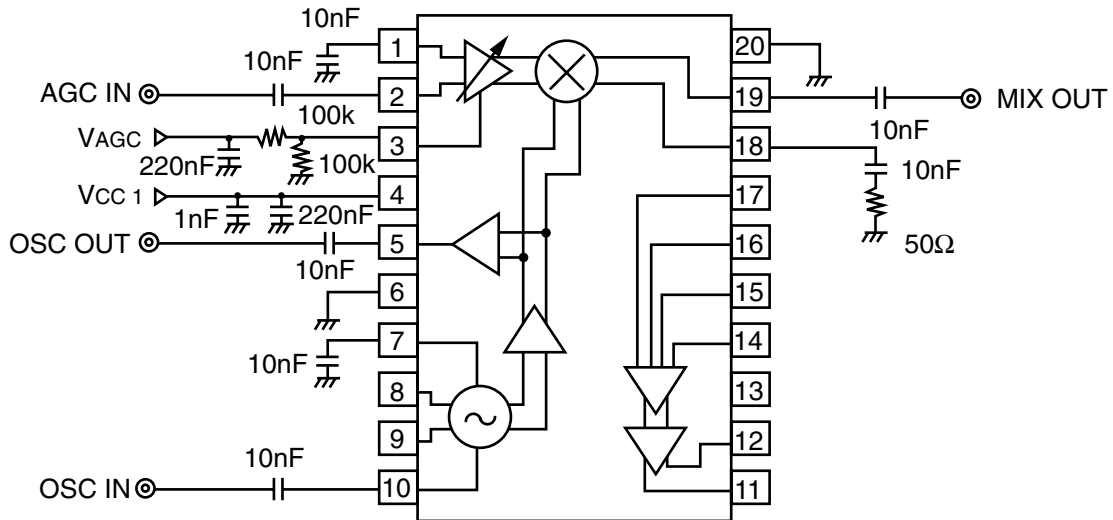 10nF
1
20
10nF
AGC IN
2
19
MIX OUT
100k
10nF
VAGC
3
18
220nF
100k
10nF
VCC 1
4
17
1nF
220nF
50Ω
OSC OUT
5
16
10nF
6
15
7
14
10nF
8
13
9
12
10nF
OSC IN
10
11